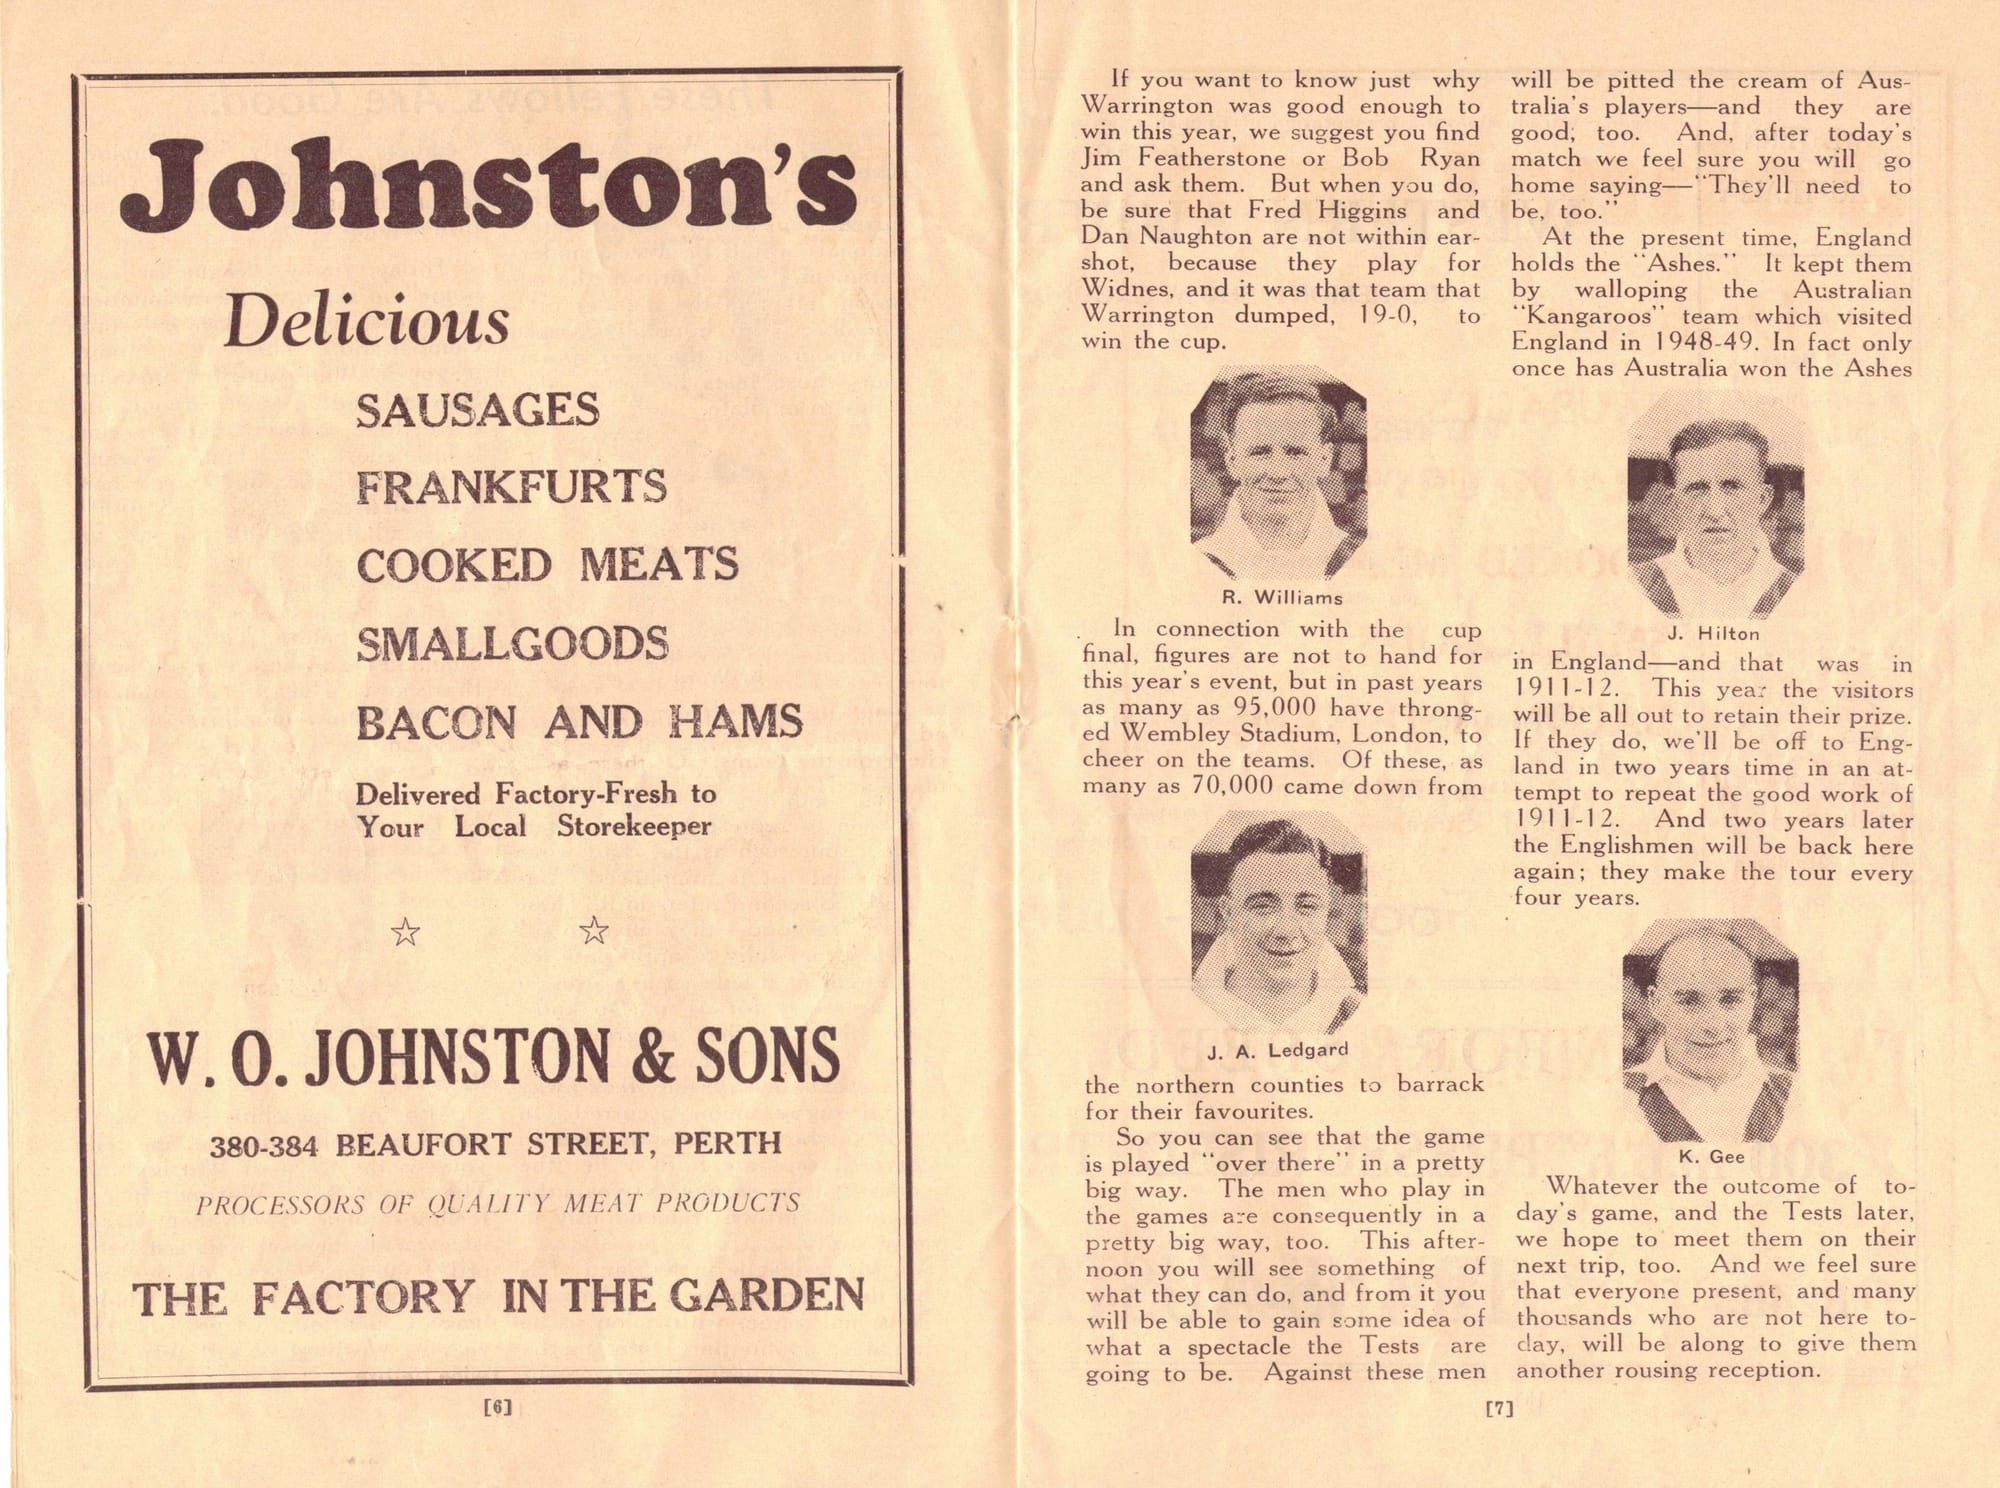 Johnston's
Delicious
SAUSAGES
FRANKFURTS
COOKED MEATS
SMALLGOODS
BACON AND HAMS
Delivered Factory-Fresh to
Your Local Storekeeper
W. O. JOHNSTON & SONS
380-384 BEAUFORT STREET, PERTH
PROCESSORS OF QUALITY MEAT PRODUCTS
THE FACTORY IN THE GARDEN
[6]
If you want to know just why
Warrington was good enough to
win this year, we suggest you find
Jim Featherstone or Bob Ryan
and ask them. But when you do,
be sure that Fred Higgins and
Dan Naughton are not within ear-
shot, because they play for
Widnes, and it was that team that
Warrington dumped, 19-0, to
win the cup.
R. Williams
In connection with the cup
final, figures are not to hand for
this year's event, but in past years
as many as 95,000 have throng-
ed Wembley Stadium, London, to
cheer on the teams. Of these, as
many as 70,000 came down from
J. A. Ledgard
the northern counties to barrack
for their favourites.
So you can see that the game
is played "over there" in a pretty
big way. The men who play in
the games are consequently in a
pretty big way, too. This after-
noon you will see something of
what they can do, and from it you
will be able to gain some idea of
what a spectacle the Tests are
going to be. Against these men
will be pitted the cream of Aus-
tralia's players—and they are
good, too. And, after today's
match we feel sure you will go
home saying—"They'll need to
be, too."
At the present time, England
holds the "Ashes." It kept them
by walloping the Australian
"Kangaroos" team which visited
England in 1948-49. In fact only
once has Australia won the Ashes
J. Hilton
in England—and that was in
1911-12. This year the visitors
will be all out to retain their prize.
If they do, we'll be off to Eng-
land in two years time in an at-
tempt to repeat the good work of
1911-12. And two years later
the Englishmen will be back here
again; they make the tour every
four years.
K. Gee
Whatever the outcome of to-
day's game, and the Tests later,
we hope to meet them on their
next trip, too. And we feel sure
that everyone present, and many
thousands who are not here to-
day, will be along to give them
another rousing reception.
[7]